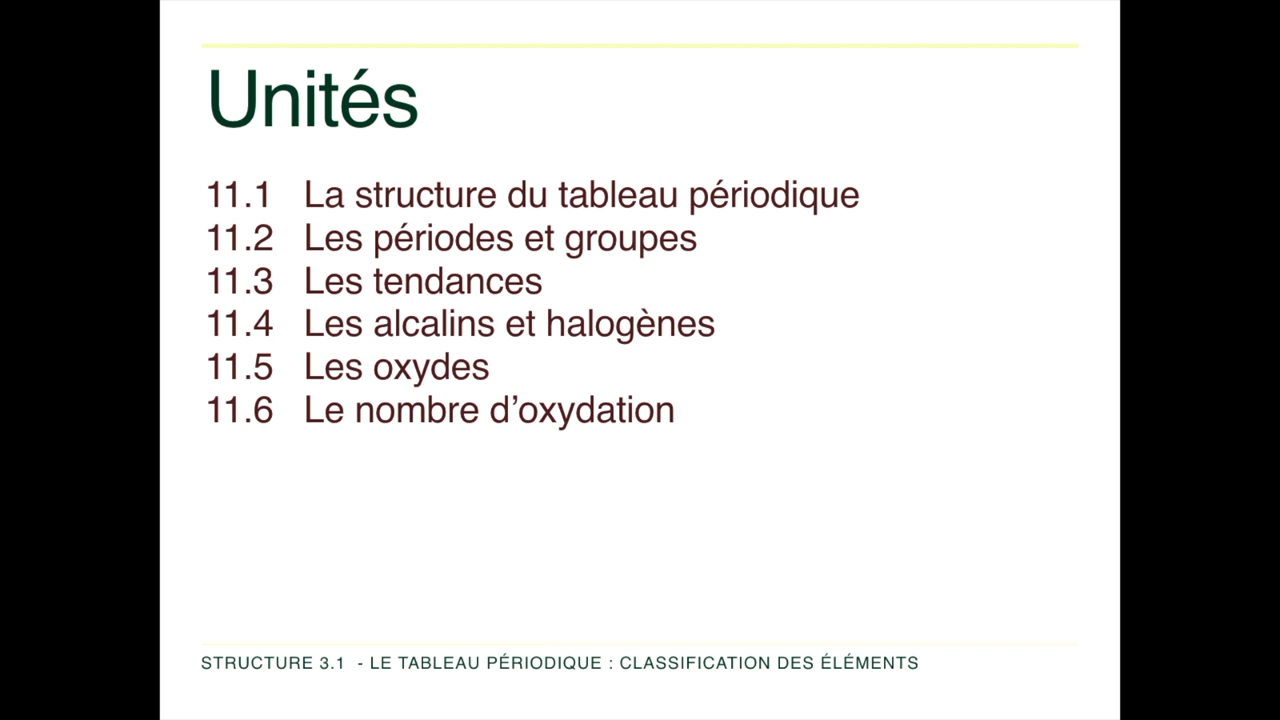 Unités
11.1 La structure du tableau périodique
11.2 Les périodes et groupes
11.3 Les tendances
11.4 Les alcalins et halogènes
11.5 Les oxydes
11.6 Le nombre d’oxydation
STRUCTURE 3.1 - LE TABLEAU PÉRIODIQUE : CLASSIFICATION DES ÉLÉMENTS